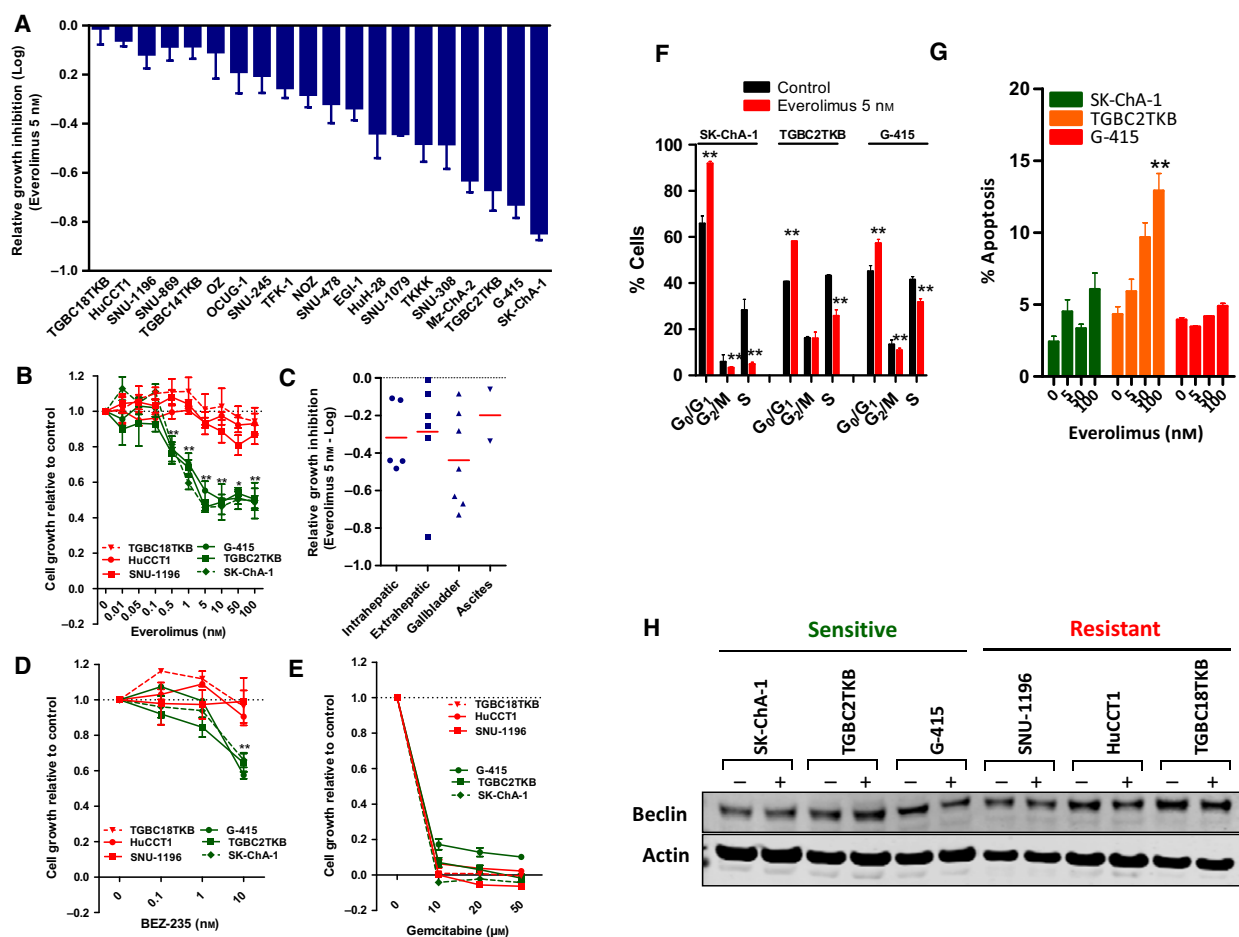 A
Relative growth inhibition (Log)
(Everolimus 5 nM)
0.0
0.2
−0.4
−0.6
−0.8
−1.0
TGBC18TKB
HuCCT1
SNU-1196
SNU-869
TGBC14TKB
OZ
OCUG-1
SNU-245
TFK-1
NOZ
SNU-478
EGI-1
HuH-28
SNU-1079
TKKK
SNU-308
Mz-ChA-2
TGBC2TKB
G-415
SK-ChA-1
B
Cell growth relative to control
1.2
1.0
0.8
0.6
0.4
0.2
0.0
−0.2
** ** ** ** * **
TGBC18TKB
HuCCT1
SNU-1196
G-415
TGBC2TKB
SK-ChA-1
0 0.01 0.05 0.1 0.5 1 5 10 50 100
Everolimus (nM)
C
Relative growth inhibition
(Everolimus 5 nM - Log)
−0.0
−0.2
−0.4
−0.6
−0.8
−1.0
Intrahepatic
Extrahepatic
Gallbladder
Ascites
D
Cell growth relative to control
1.2
1.0
0.8
0.6
0.4
0.2
0.0
−0.2
**
TGBC18TKB
HuCCT1
SNU-1196
G-415
TGBC2TKB
SK-ChA-1
0 0.1 1 10
BEZ-235 (nM)
E
Cell growth relative to control
1.2
1.0
0.8
0.6
0.4
0.2
0.0
−0.2
TGBC18TKB
HuCCT1
SNU-1196
G-415
TGBC2TKB
SK-ChA-1
0 10 20 50
Gemcitabine (µM)
F
Control
Everolimus 5 nM
SK-ChA-1 TGBC2TKB G-415
% Cells
100
80
60
40
20
0
** ** ** ** ** ** ** **
G0/G1 G2/M S G0/G1 G2/M S G0/G1 G2/M S
G
SK-ChA-1
TGBC2TKB
G-415
% Apoptosis
20
15
10
5
0
**
0 5 50 100 0 5 50 100 0 5 50 100
Everolimus (nM)
H
Sensitive Resistant
SK-ChA-1
TGBC2TKB
G-415
SNU-1196
HuCCT1
TGBC18TKB
− + − + − + − + − + − +
Beclin
Actin